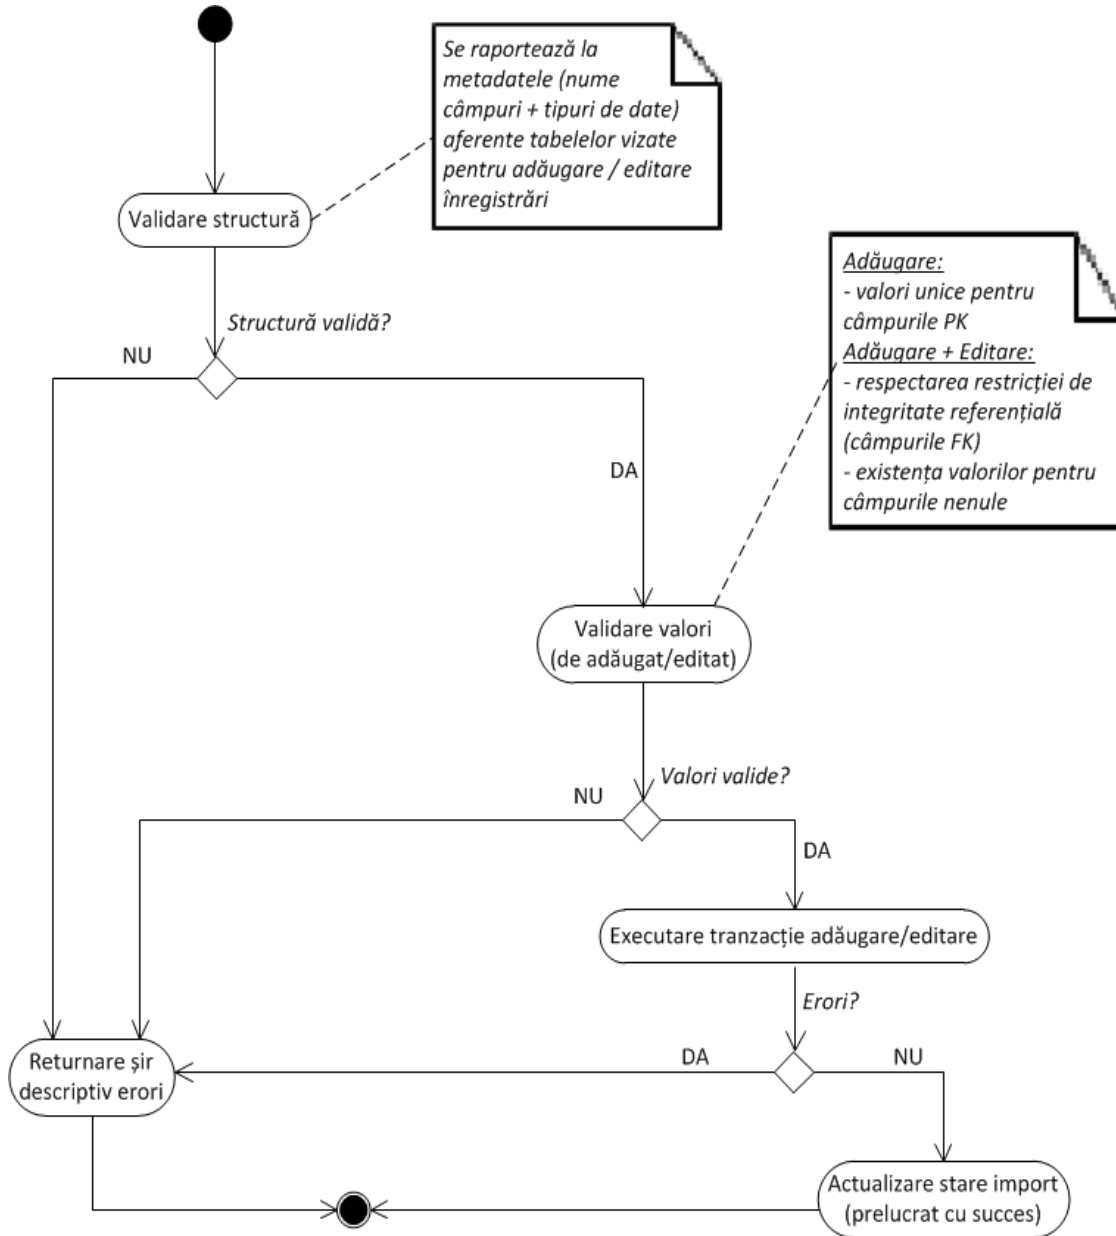 Se raportează la
metadatele (nume
câmpuri + tipuri de date)
aferente tabelelor vizate
pentru adăugare / editare
înregistrări
Validare structură
Adăugare:
- valori unice pentru
câmpurile PK
Adăugare + Editare:
- respectarea restricției de
integritate referențială
(câmpurile FK)
- existența valorilor pentru
câmpurile nenule
Structură validă?
NU
DA
Validare valori
(de adăugat/editat)
Valori valide?
NU
DA
Executare tranzacție adăugare/editare
Erori?
DA
NU
Returnare șir
descriptiv erori
Actualizare stare import
(prelucrat cu succes)